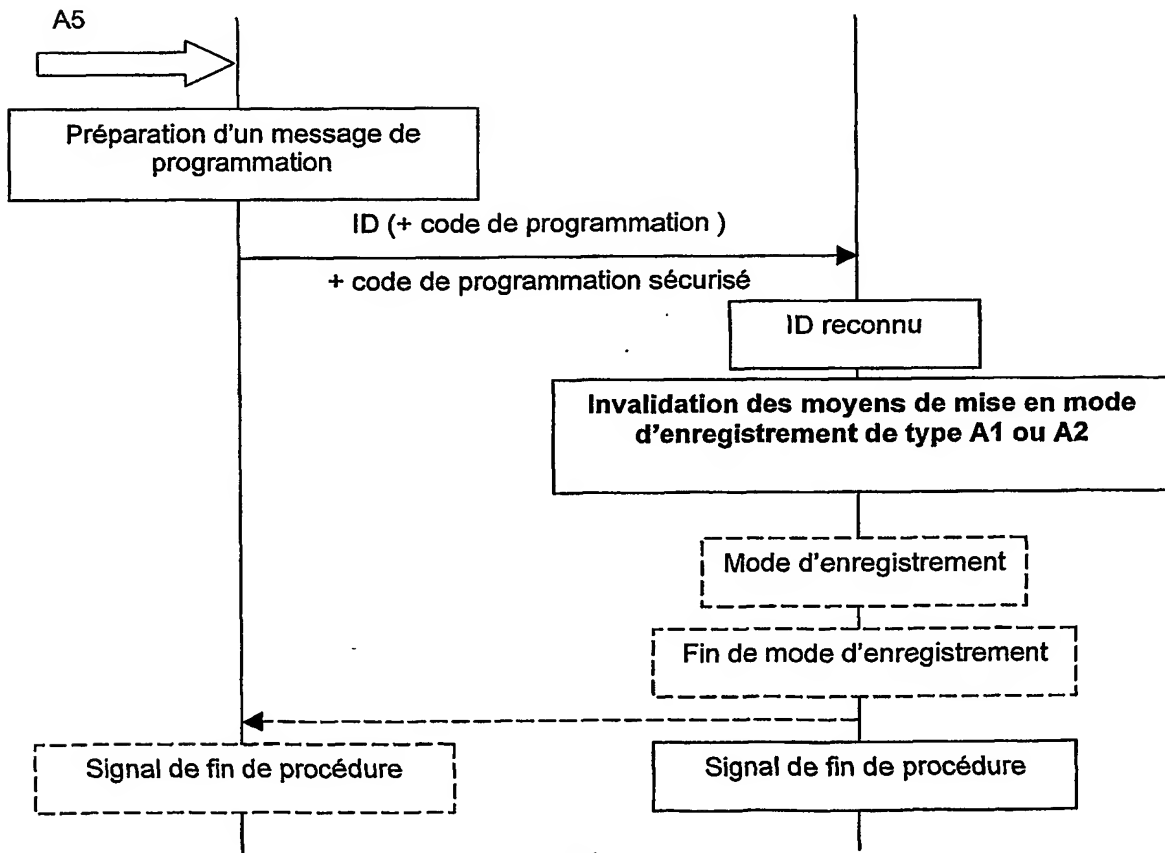 A5
Préparation d'un message de
programmation
ID (+ code de programmation )
+ code de programmation sécurisé
ID reconnu
Invalidation des moyens de mise en mode
d'enregistrement de type A1 ou A2
Mode d'enregistrement
Fin de mode d'enregistrement
Signal de fin de procédure
Signal de fin de procédure